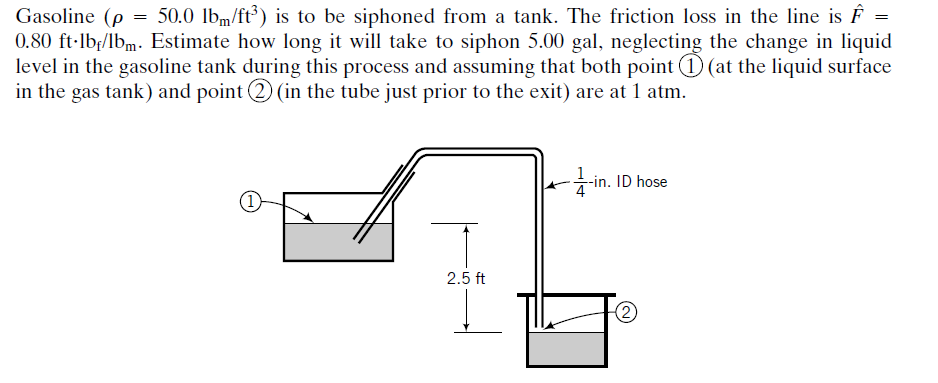 Gasoline (ρ = 50.0 lbₘ/ft³) is to be siphoned from a tank. The friction loss in the line is F̂ =
0.80 ft·lb_f/lbₘ. Estimate how long it will take to siphon 5.00 gal, neglecting the change in liquid
level in the gasoline tank during this process and assuming that both point ① (at the liquid surface
in the gas tank) and point ② (in the tube just prior to the exit) are at 1 atm.
1/4-in. ID hose
①
2.5 ft
②